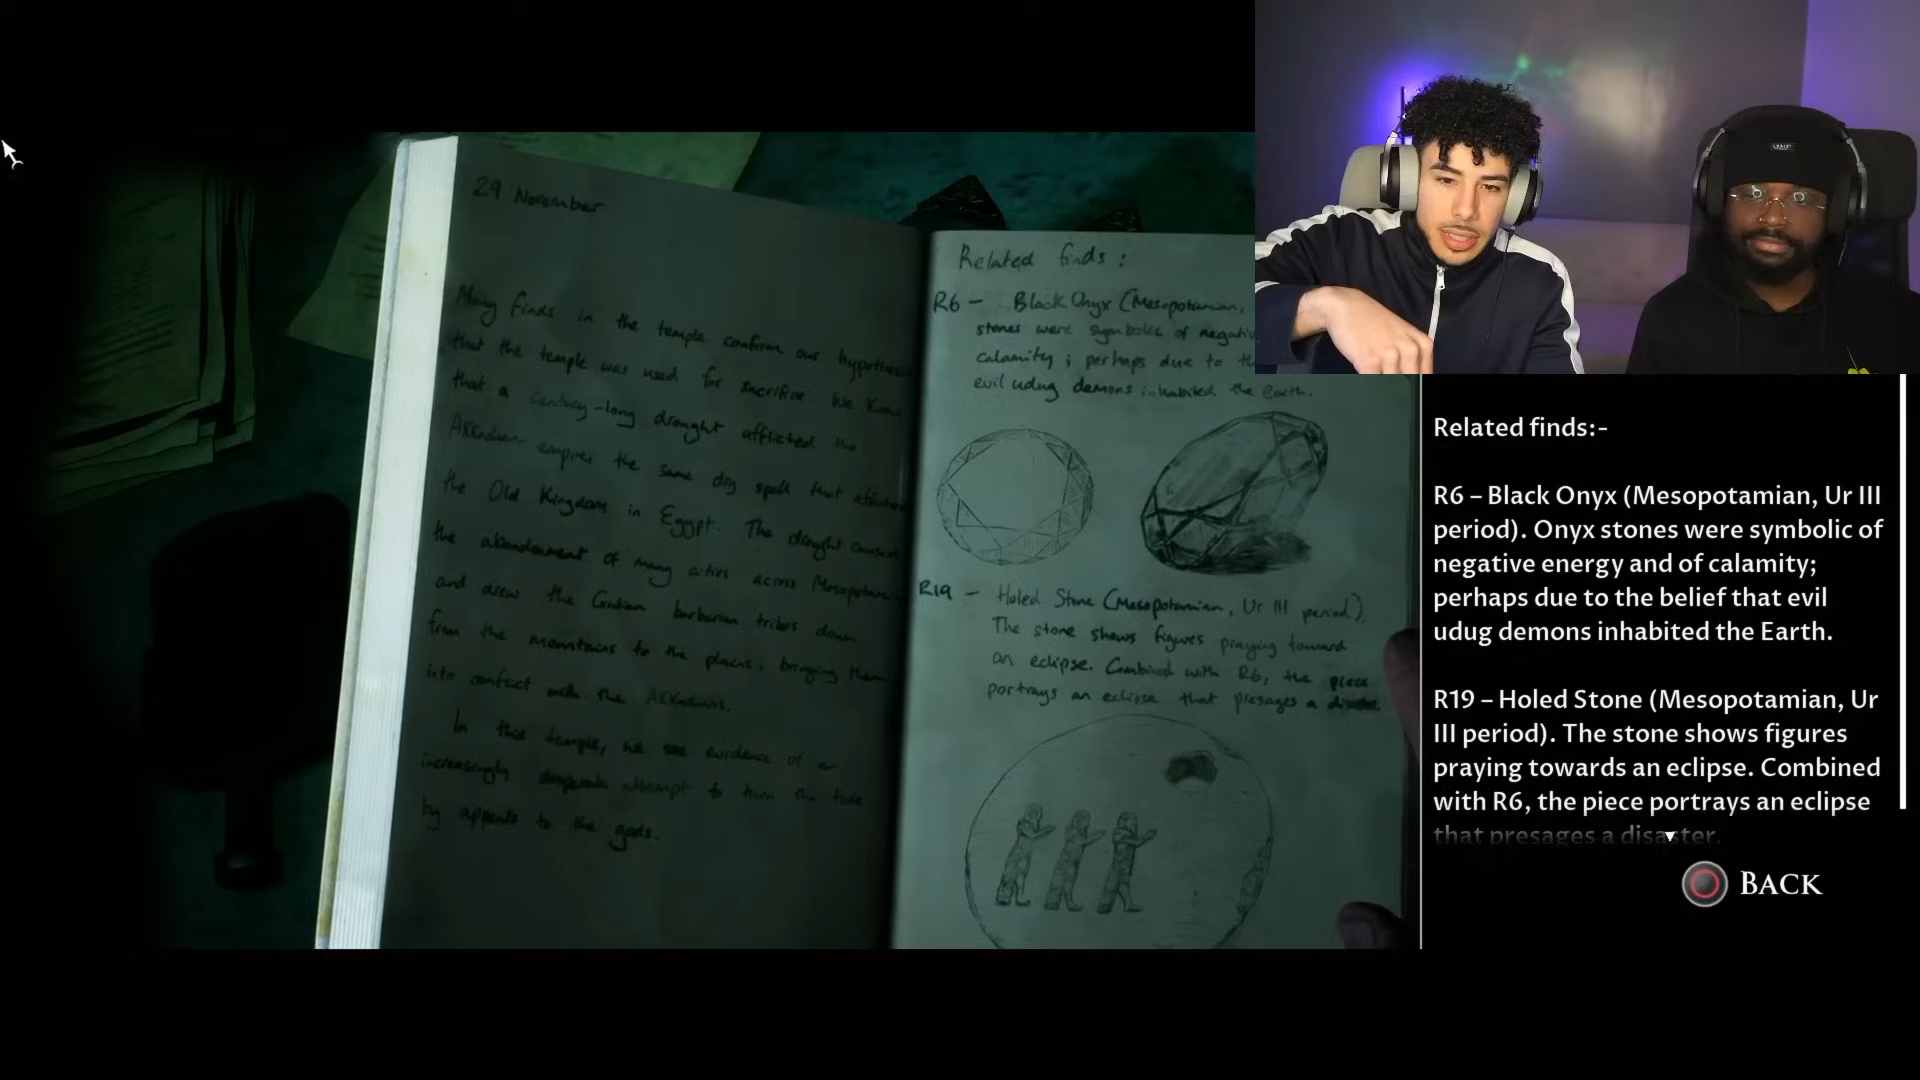 29 November
Many finds in the temple confirm our hypothesis
that the temple was used for sacrifice. We know
that a century-long drought afflicted the
Akkadian empire; the same dry spell that afflicted
the Old Kingdom in Egypt. The drought caused
the abandonment of many cities across Mesopotamia
and drew the Gutian barbarian tribes down
from the mountains to the plains, bringing them
into conflict with the Akkadians.
In this temple, we see evidence of an
increasingly desperate attempt to turn the tide
by appeals to the gods.
Related finds:
R6 - Black Onyx (Mesopotamian,
stones were symbolic of negativ
calamity; perhaps due to th
evil udug demons inhabited the Earth.
R19 - Holed Stone (Mesopotamian, Ur III period).
The stone shows figures praying toward
an eclipse. Combined with R6, the piece
portrays an eclipse that presages a disaster.
Related finds:-
R6 – Black Onyx (Mesopotamian, Ur III
period). Onyx stones were symbolic of
negative energy and of calamity;
perhaps due to the belief that evil
udug demons inhabited the Earth.
R19 – Holed Stone (Mesopotamian, Ur
III period). The stone shows figures
praying towards an eclipse. Combined
with R6, the piece portrays an eclipse
that presages a disaster.
BACK